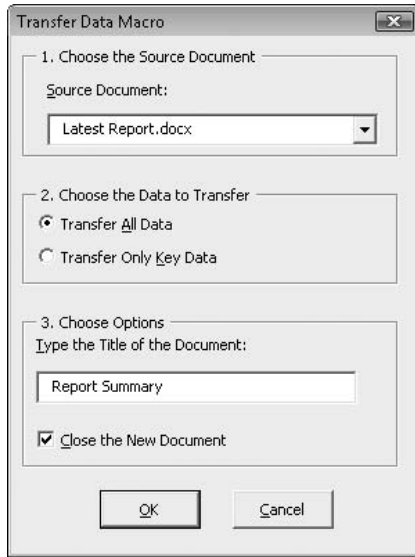 Transfer Data Macro
1. Choose the Source Document
Source Document:
Latest Report.docx
2. Choose the Data to Transfer
Transfer All Data
Transfer Only Key Data
3. Choose Options
Type the Title of the Document:
Report Summary
Close the New Document
OK
Cancel